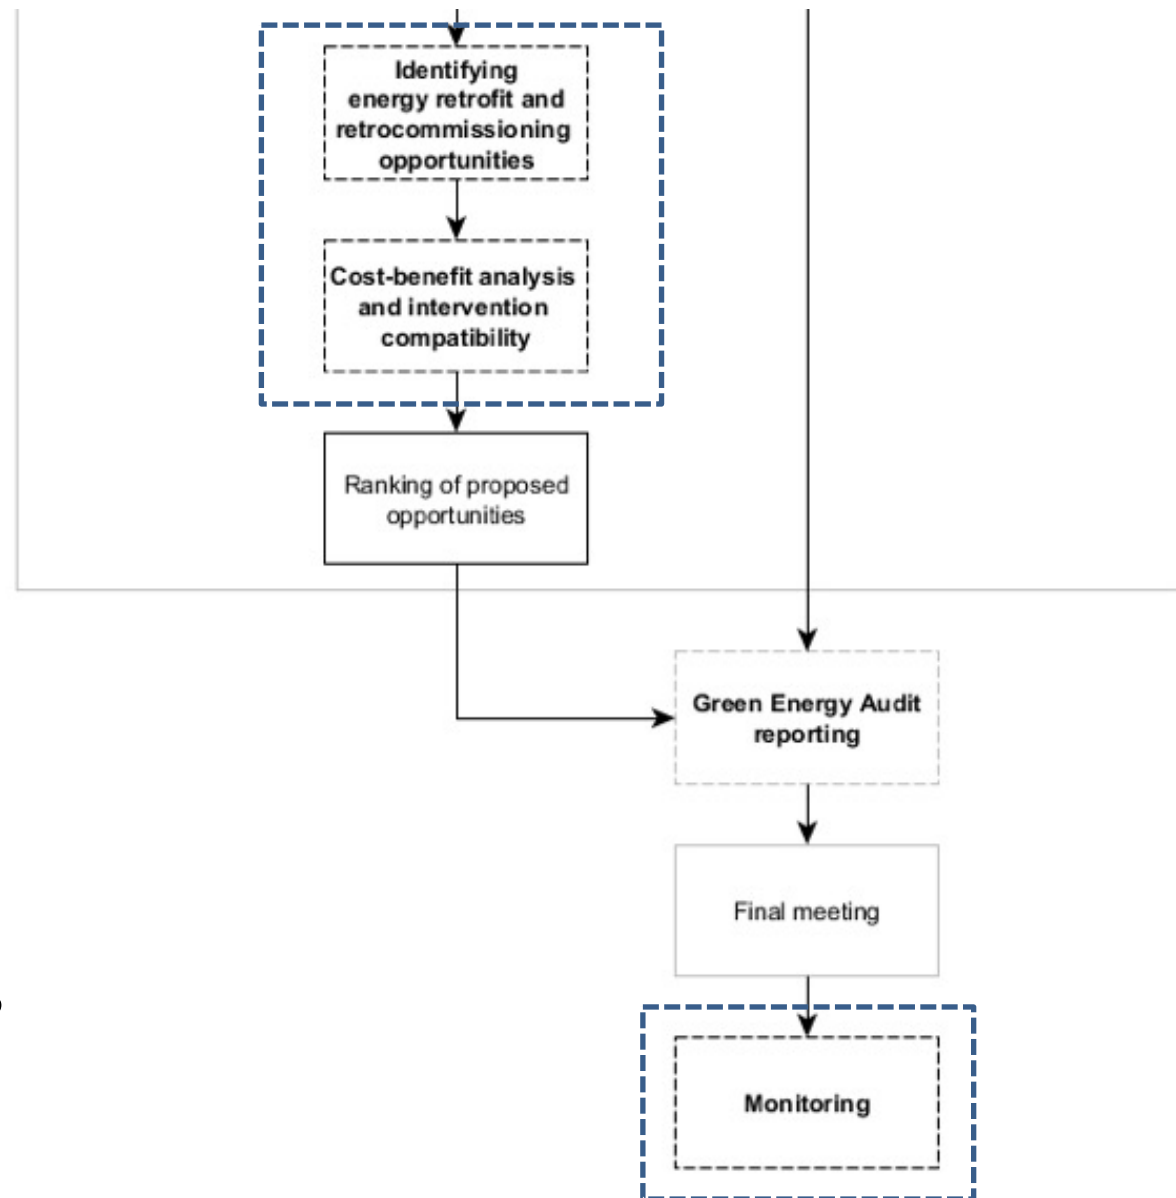 Identifying
energy retrofit and
retrocommissioning
opportunities
Cost-benefit analysis
and intervention
compatibility
Ranking of proposed
opportunities
Green Energy Audit
reporting
Final meeting
Monitoring